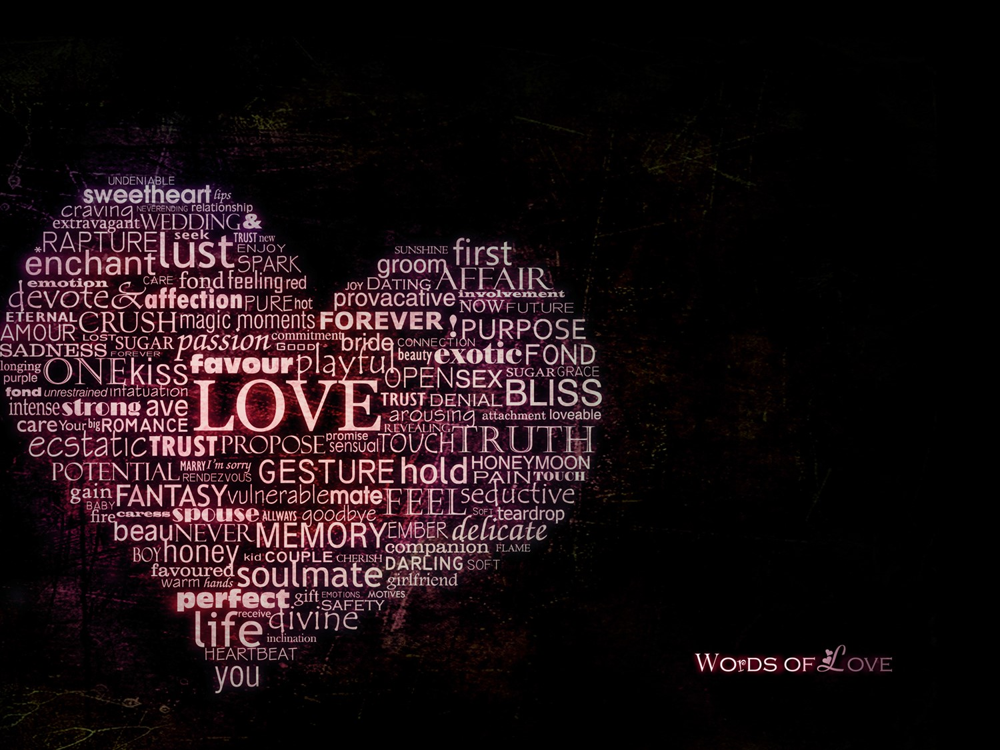 UNDENIABLE
sweetheart lips
craving NEVERENDING relationship
extravagant WEDDING &
*RAPTURE lust seek TRUST new
ENJOY
enchant SPARK
SUNSHINE first
groom
emotion CARE fond feeling red
JOY DATING AFFAIR
devote & affection PURE hot
provacative involvement
NOW FUTURE
ETERNAL CRUSH magic moments FOREVER! PURPOSE
AMOUR LOST SUGAR passion commitment bride CONNECTION
SADNESS FOREVER Good beauty exotic FOND
longing ONE kiss favour playful OPEN SEX SUGAR GRACE
purple
fond unrestrained infatuation LOVE TRUST DENIAL BLISS
intense strong ave arousing attachment loveable
care Your big ROMANCE REVEALING
ecstatic TRUST PROPOSE promise TOUCH TRUTH
sensual
POTENTIAL MARRY I'm sorry GESTURE hold HONEYMOON
RENDEZVOUS PAIN TOUCH
gain FANTASY vulnerable mate FEEL seductive
BABY
fire caress spouse ALLWAYS goodbye SOFT teardrop
beau NEVER MEMORY EMBER delicate
companion FLAME
BOY honey kid COUPLE CHERISH DARLING SOFT
favoured soulmate girlfriend
warm hands
perfect gift EMOTIONS MOTIVES
SAFETY
life receive divine
inclination
HEARTBEAT
you
WORDS OF LOVE